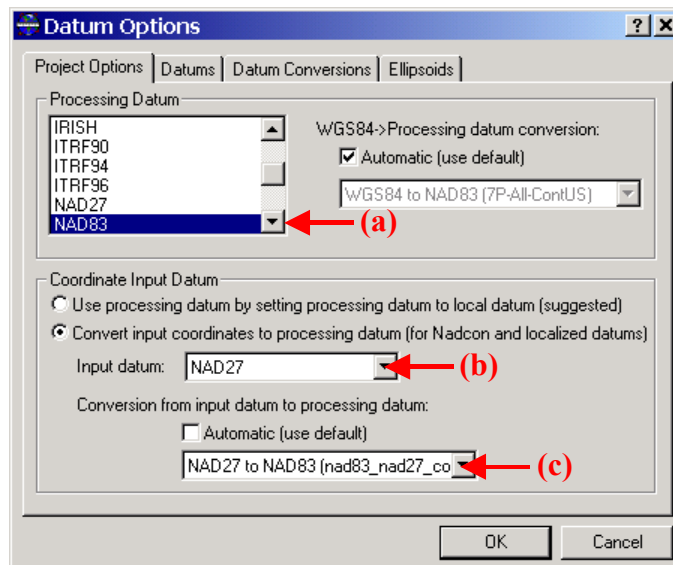 Datum Options
Project Options Datums Datum Conversions Ellipsoids
Processing Datum
IRISH
ITRF90
ITRF94
ITRF96
NAD27
NAD83
WGS84->Processing datum conversion:
Automatic (use default)
WGS84 to NAD83 (7P-All-ContUS)
(a)
Coordinate Input Datum
Use processing datum by setting processing datum to local datum (suggested)
Convert input coordinates to processing datum (for Nadcon and localized datums)
Input datum: NAD27 (b)
Conversion from input datum to processing datum:
Automatic (use default)
NAD27 to NAD83 (nad83_nad27_co (c)
OK Cancel